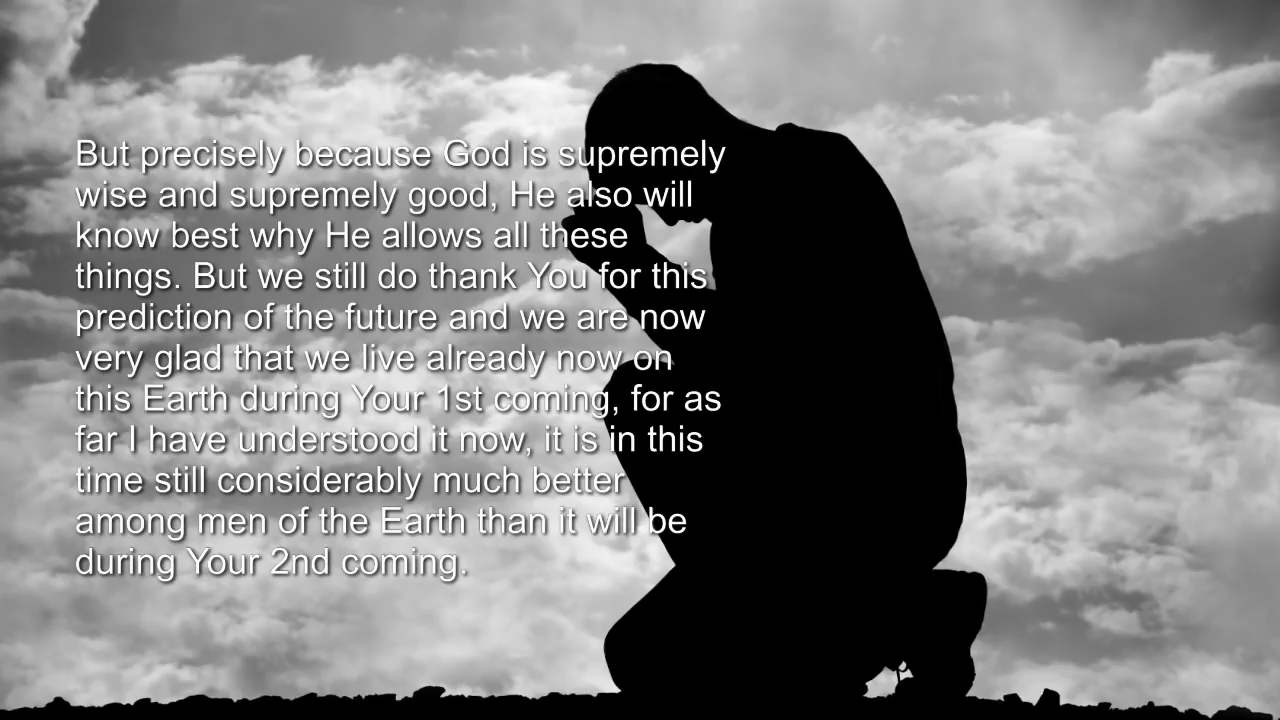 But precisely because God is supremely
wise and supremely good, He also will
know best why He allows all these
things. But we still do thank You for this
prediction of the future and we are now
very glad that we live already now on
this Earth during Your 1st coming, for as
far I have understood it now, it is in this
time still considerably much better
among men of the Earth than it will be
during Your 2nd coming.